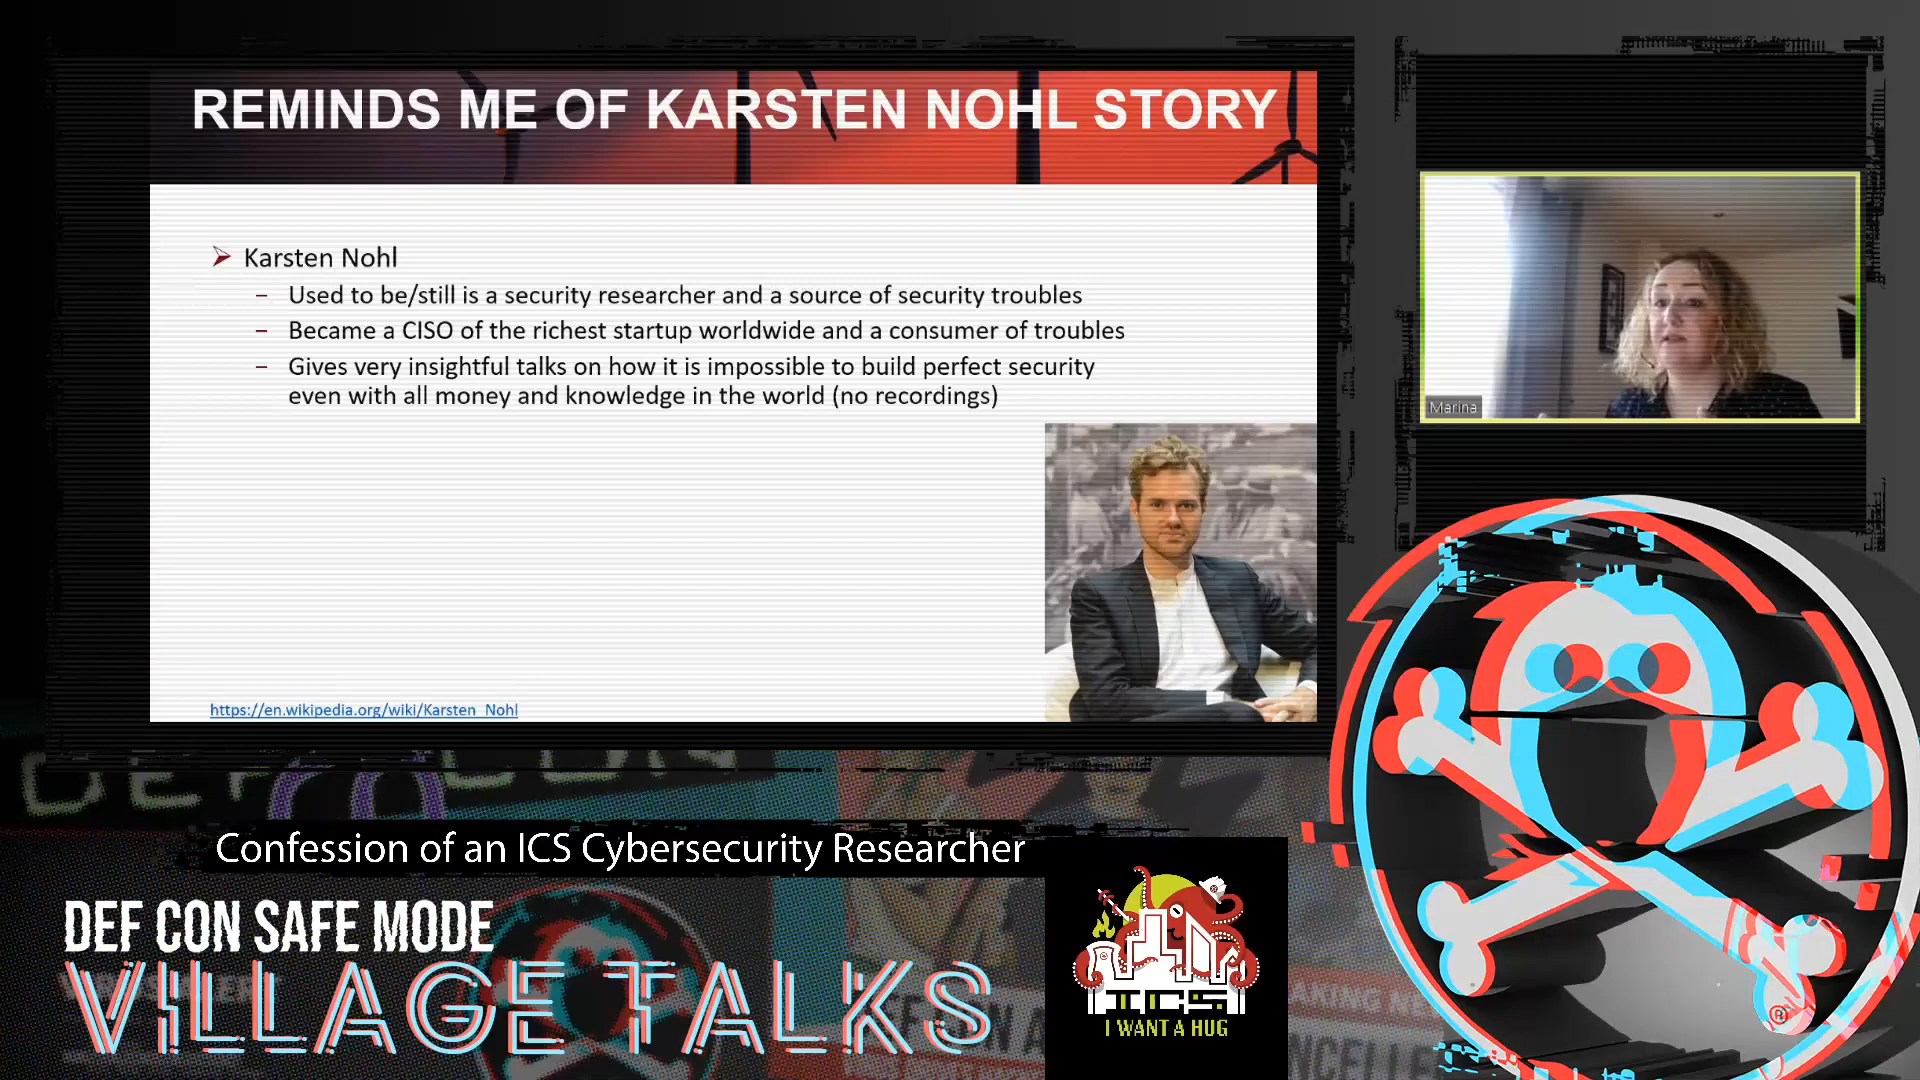 REMINDS ME OF KARSTEN NOHL STORY
➢ Karsten Nohl
– Used to be/still is a security researcher and a source of security troubles
– Became a CISO of the richest startup worldwide and a consumer of troubles
– Gives very insightful talks on how it is impossible to build perfect security
even with all money and knowledge in the world (no recordings)
https://en.wikipedia.org/wiki/Karsten_Nohl
Marina
Confession of an ICS Cybersecurity Researcher
DEF CON SAFE MODE
VILLAGE TALKS
ICS
I WANT A HUG
DEF CON
®